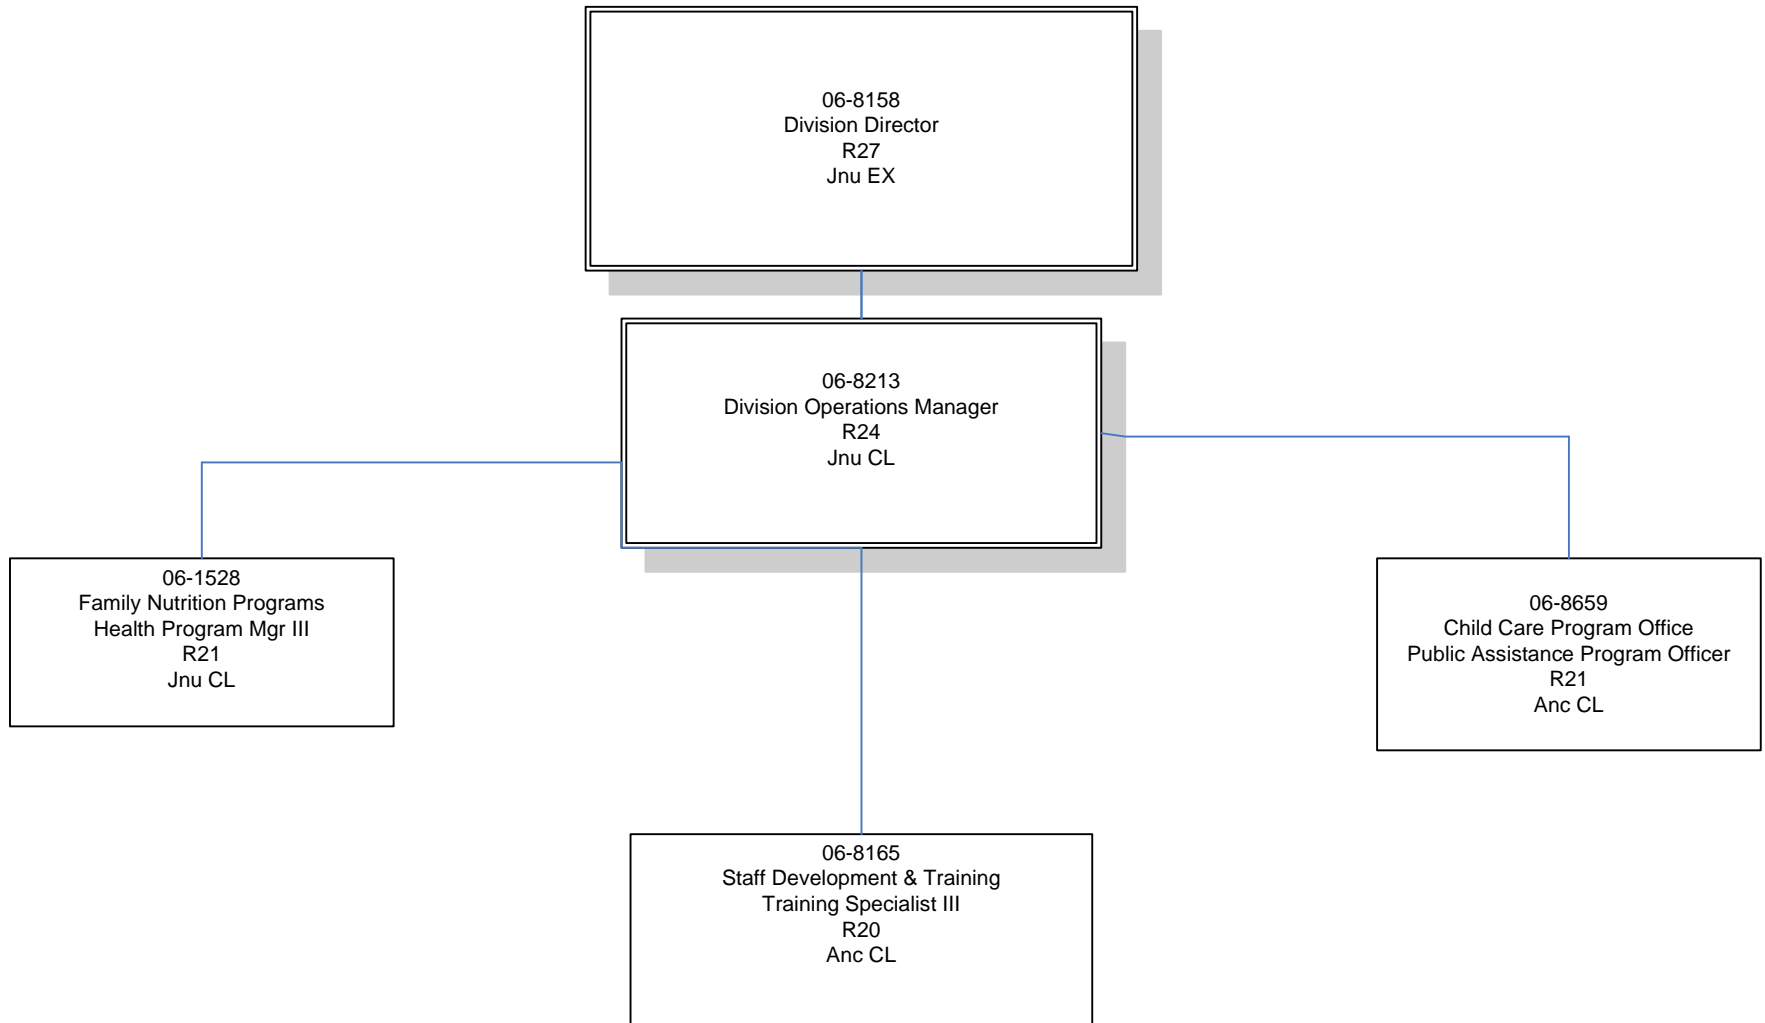 06-8158
Division Director
R27
Jnu EX
06-8213
Division Operations Manager
R24
Jnu CL
06-1528
Family Nutrition Programs
Health Program Mgr III
R21
Jnu CL
06-8659
Child Care Program Office
Public Assistance Program Officer
R21
Anc CL
06-8165
Staff Development & Training
Training Specialist III
R20
Anc CL